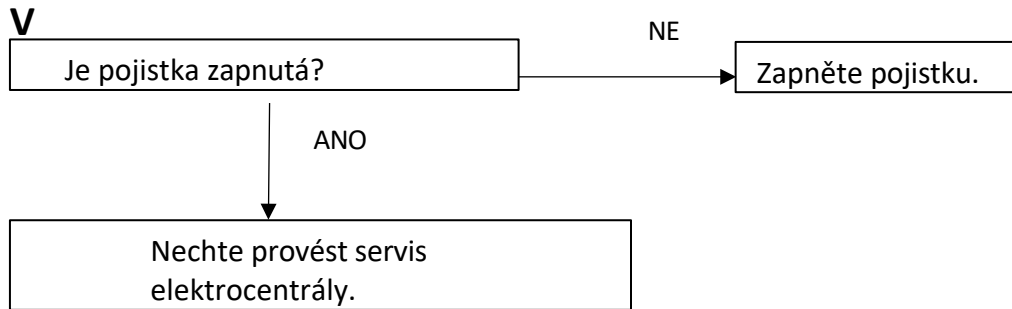 V
NE
Je pojistka zapnutá?
Zapněte pojistku.
ANO
Nechte provést servis
elektrocentrály.